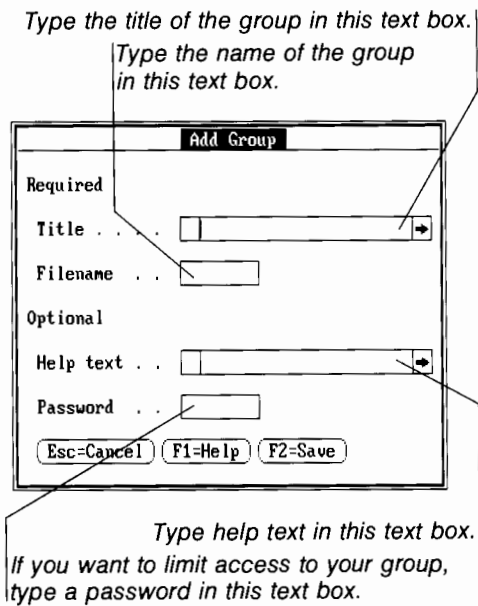 Type the title of the group in this text box.
Type the name of the group
in this text box.
Add Group
Required
Title . . . .
Filename . .
Optional
Help text . .
Password . .
Esc=Cancel F1=Help F2=Save
Type help text in this text box.
If you want to limit access to your group,
type a password in this text box.